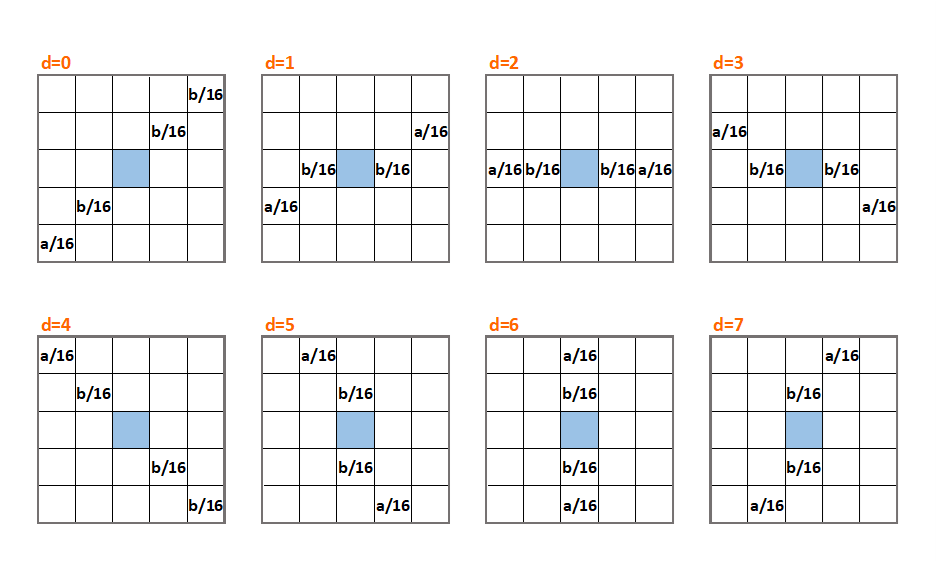 d=0 d=1 d=2 d=3
b/16
b/16 a/16 a/16
b/16 b/16 a/16 b/16 b/16 a/16 b/16 b/16
b/16 a/16 a/16
a/16
d=4 d=5 d=6 d=7
a/16 a/16 a/16 a/16
b/16 b/16 b/16 b/16
b/16 b/16 b/16 b/16
b/16 a/16 a/16 a/16